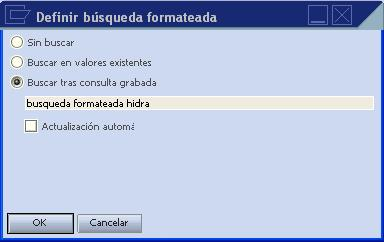 Definir búsqueda formateada
Sin buscar
Buscar en valores existentes
Buscar tras consulta grabada
busqueda formateada hidra
Actualización automá
OK
Cancelar